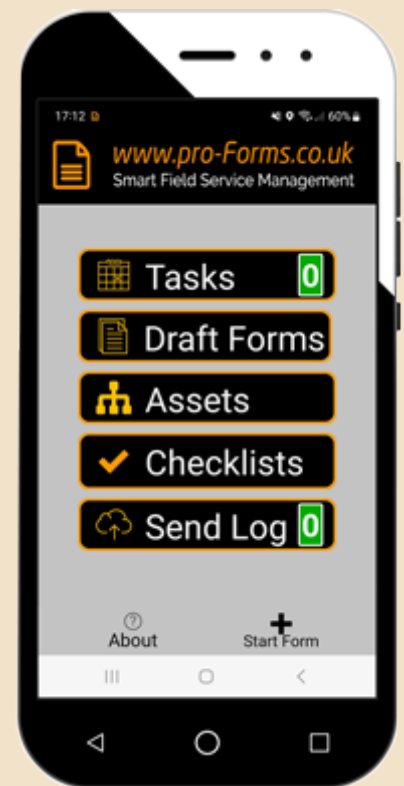 17:12 60%
www.pro-Forms.co.uk
Smart Field Service Management
Tasks 0
Draft Forms
Assets
Checklists
Send Log 0
? About
Start Form